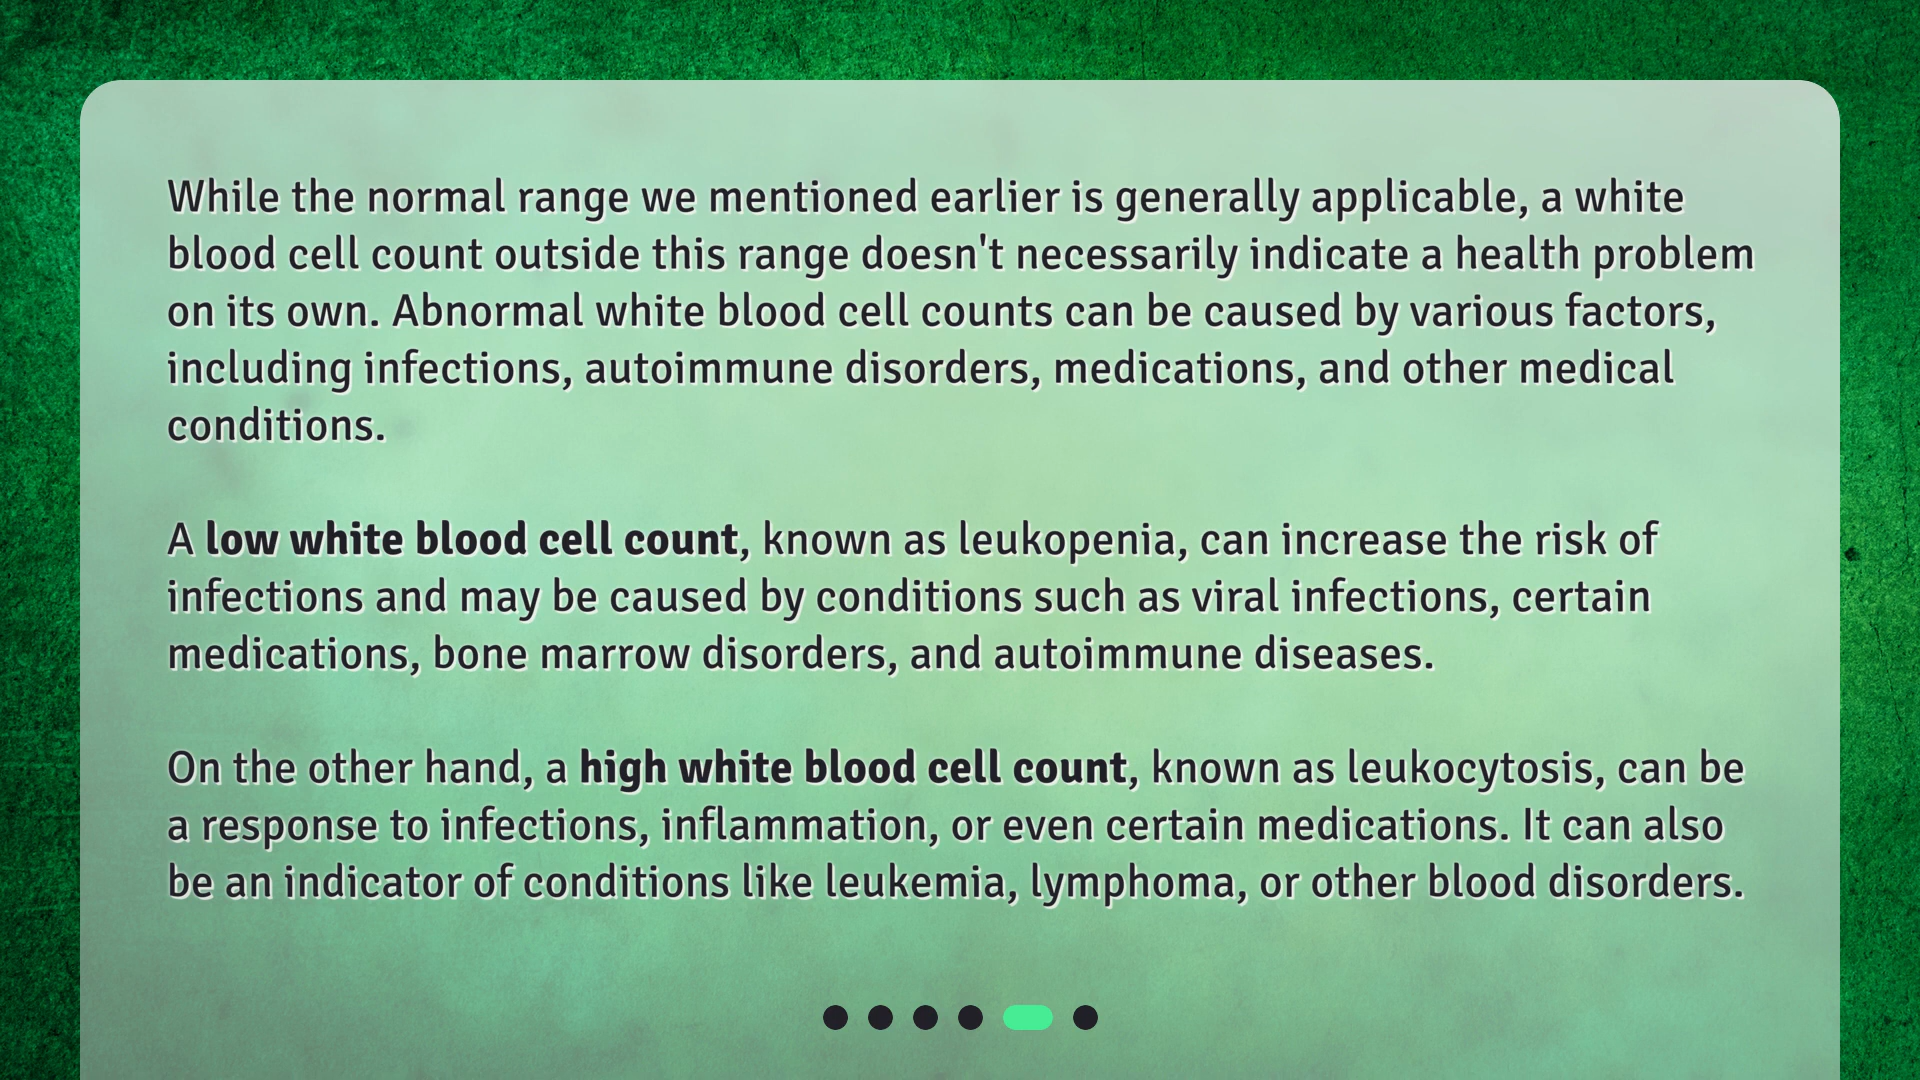 While the normal range we mentioned earlier is generally applicable, a white
blood cell count outside this range doesn't necessarily indicate a health problem
on its own. Abnormal white blood cell counts can be caused by various factors,
including infections, autoimmune disorders, medications, and other medical
conditions.
A low white blood cell count, known as leukopenia, can increase the risk of
infections and may be caused by conditions such as viral infections, certain
medications, bone marrow disorders, and autoimmune diseases.
On the other hand, a high white blood cell count, known as leukocytosis, can be
a response to infections, inflammation, or even certain medications. It can also
be an indicator of conditions like leukemia, lymphoma, or other blood disorders.